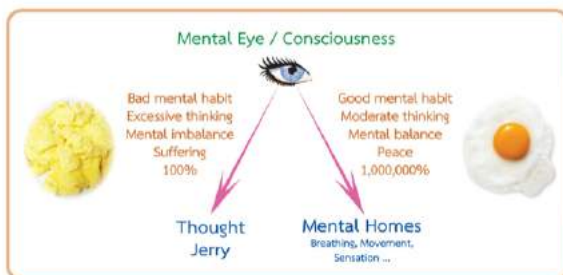 Mental Eye / Consciousness
Bad mental habit
Excessive thinking
Mental imbalance
Suffering
100%
Good mental habit
Moderate thinking
Mental balance
Peace
1,000,000%
Thought
Jerry
Mental Homes
Breathing, Movement,
Sensation ...